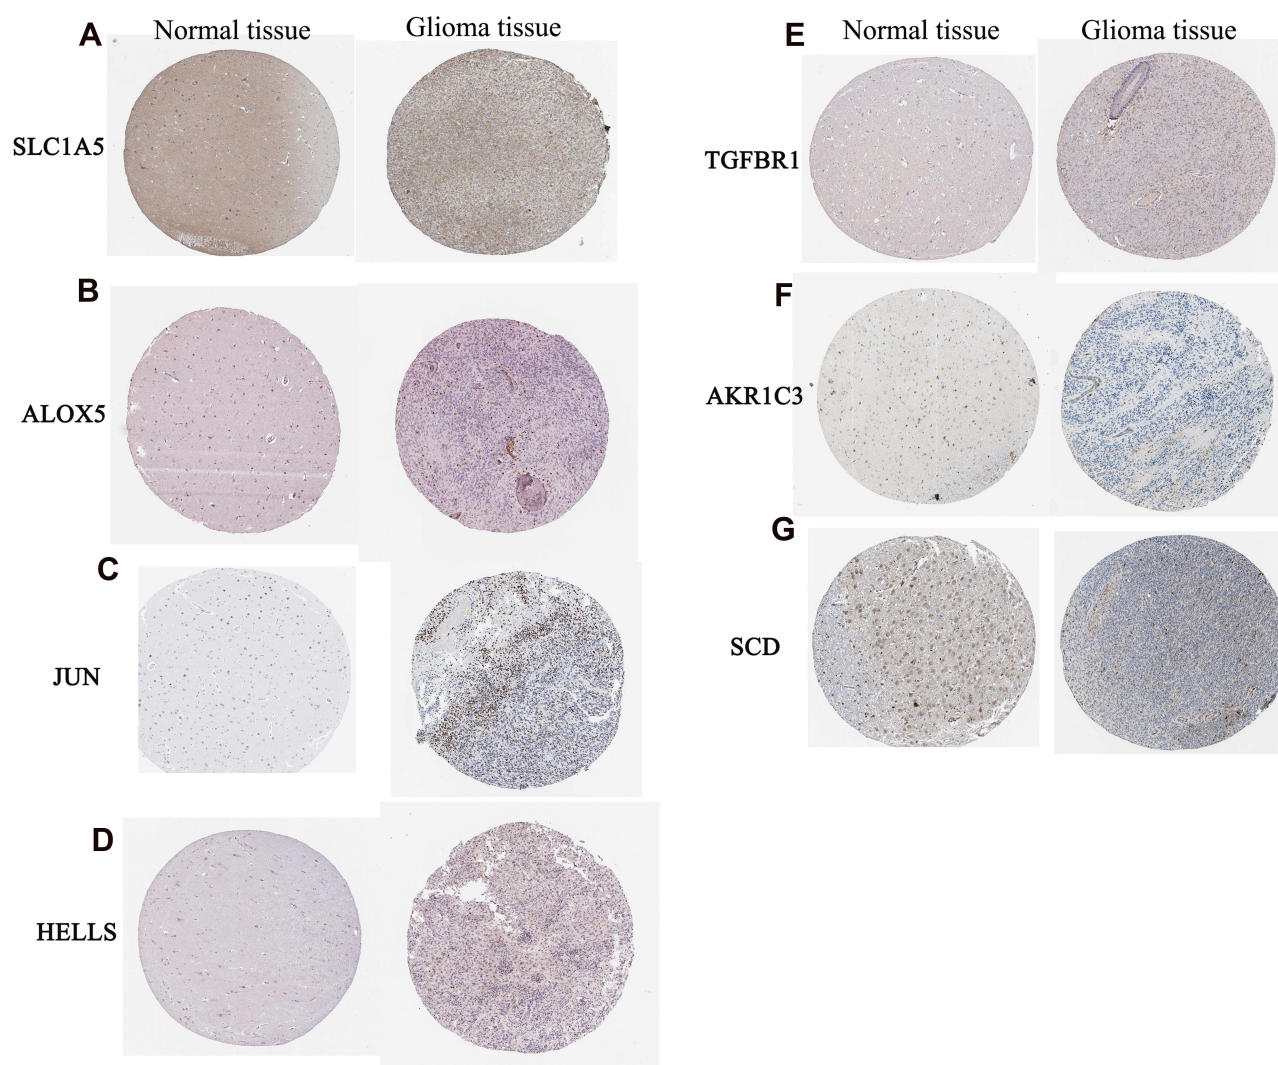 A
Normal tissue
Glioma tissue
SLC1A5
B
ALOX5
C
JUN
D
HELLS
E
Normal tissue
Glioma tissue
TGFBR1
F
AKR1C3
G
SCD